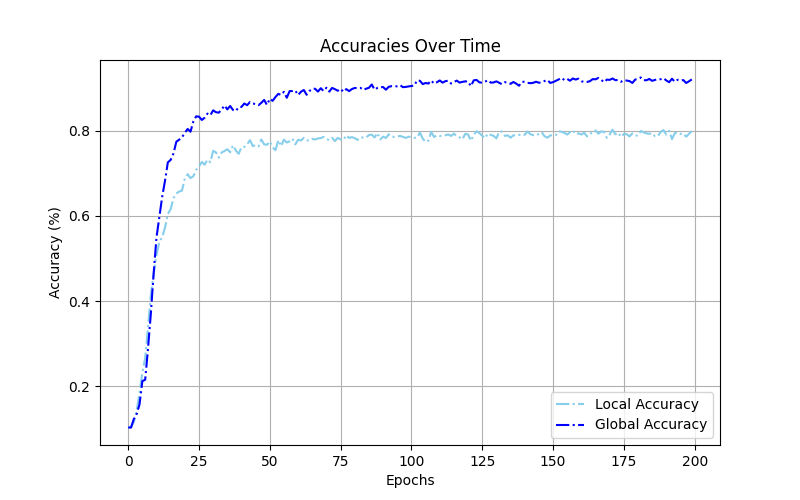 Accuracies Over Time
Accuracy (%)
0.8
0.6
0.4
0.2
0 25 50 75 100 125 150 175 200
Epochs
Local Accuracy
Global Accuracy